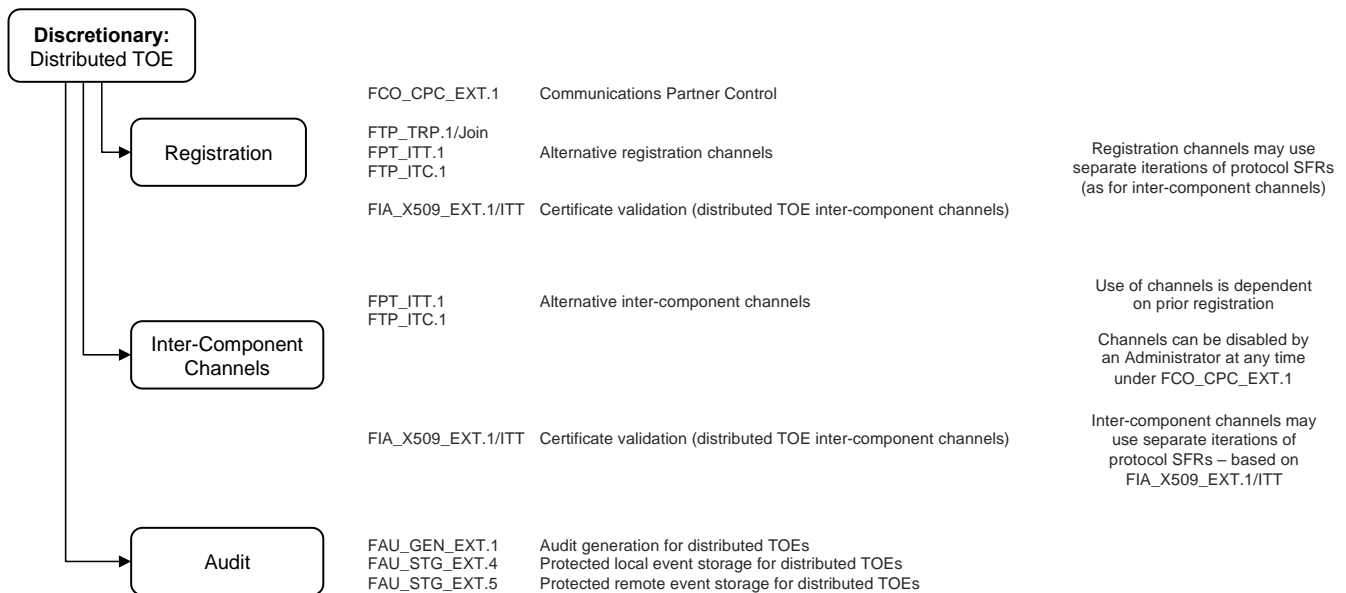 Discretionary:
Distributed TOE
FCO_CPC_EXT.1 Communications Partner Control
Registration
FTP_TRP.1/Join
FPT_ITT.1 Alternative registration channels
FTP_ITC.1
Registration channels may use
separate iterations of protocol SFRs
(as for inter-component channels)
FIA_X509_EXT.1/ITT Certificate validation (distributed TOE inter-component channels)
Inter-Component
Channels
FPT_ITT.1 Alternative inter-component channels
FTP_ITC.1
Use of channels is dependent
on prior registration
Channels can be disabled by
an Administrator at any time
under FCO_CPC_EXT.1
FIA_X509_EXT.1/ITT Certificate validation (distributed TOE inter-component channels)
Inter-component channels may
use separate iterations of
protocol SFRs – based on
FIA_X509_EXT.1/ITT
Audit
FAU_GEN_EXT.1 Audit generation for distributed TOEs
FAU_STG_EXT.4 Protected local event storage for distributed TOEs
FAU_STG_EXT.5 Protected remote event storage for distributed TOEs